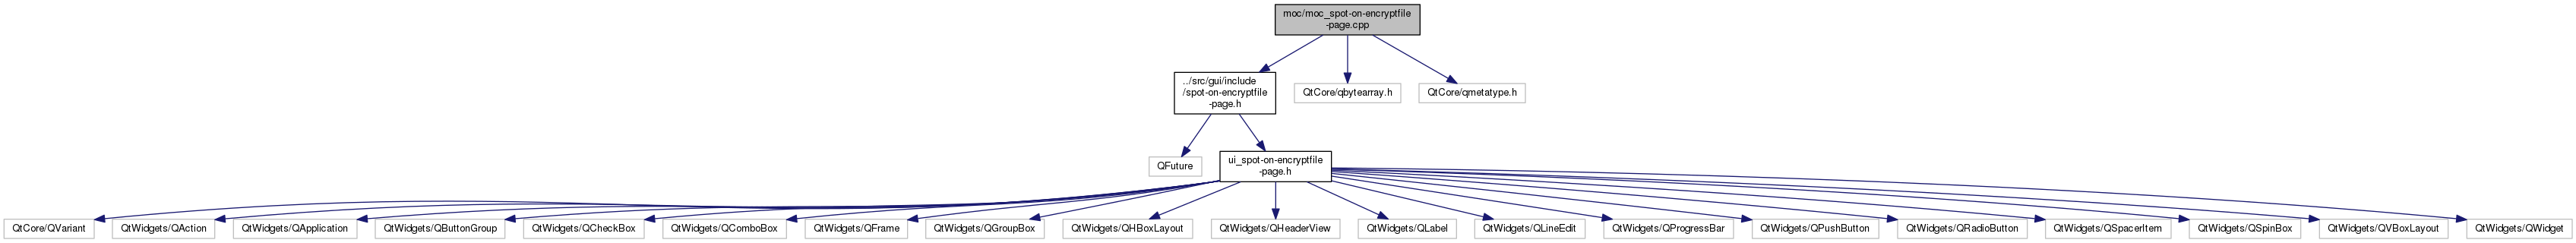 moc/moc_spot-on-encryptfile
-page.cpp
../src/gui/include
/spot-on-encryptfile
-page.h
QtCore/qbytearray.h
QtCore/qmetatype.h
QFuture
ui_spot-on-encryptfile
-page.h
QtCore/QVariant
QtWidgets/QAction
QtWidgets/QApplication
QtWidgets/QButtonGroup
QtWidgets/QCheckBox
QtWidgets/QComboBox
QtWidgets/QFrame
QtWidgets/QGroupBox
QtWidgets/QHBoxLayout
QtWidgets/QHeaderView
QtWidgets/QLabel
QtWidgets/QLineEdit
QtWidgets/QProgressBar
QtWidgets/QPushButton
QtWidgets/QRadioButton
QtWidgets/QSpacerItem
QtWidgets/QSpinBox
QtWidgets/QVBoxLayout
QtWidgets/QWidget